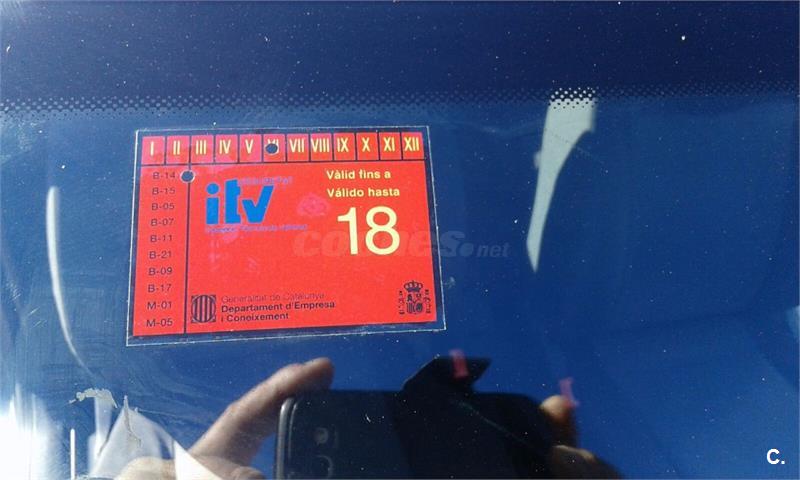 I II III IV V VI VII VIII IX X XI XII
B-14
B-15
B-05
B-07
B-11
B-21
B-09
B-17
M-01
M-05
itv
Vàlid fins a
Válido hasta
18
Generalitat de Catalunya
Departament d'Empresa
i Coneixement
coches.net
C.